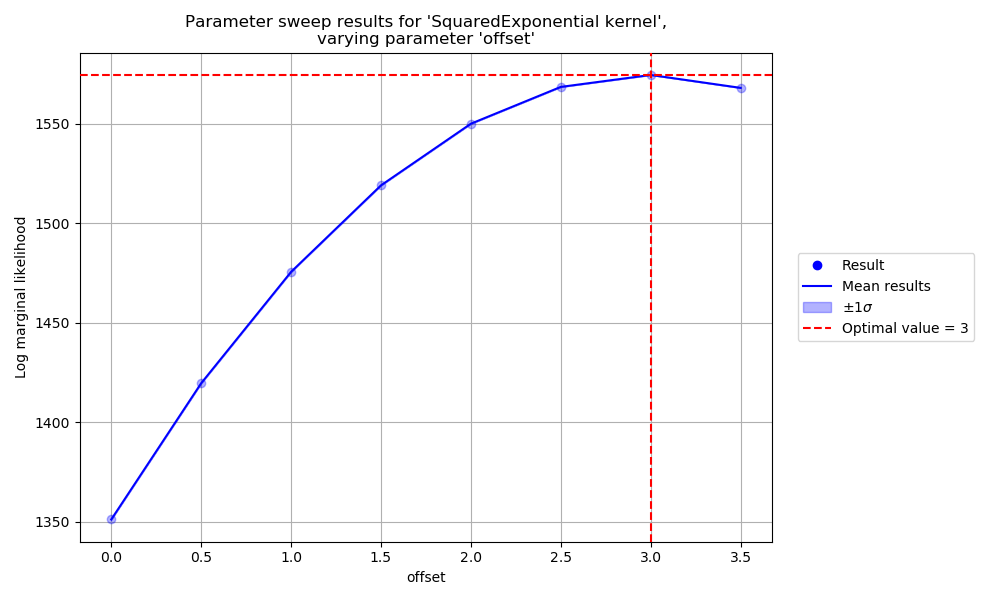 Parameter sweep results for 'SquaredExponential kernel',
varying parameter 'offset'
Log marginal likelihood
1550
1500
1450
1400
1350
0.0 0.5 1.0 1.5 2.0 2.5 3.0 3.5
offset
Result
Mean results
±1σ
Optimal value = 3